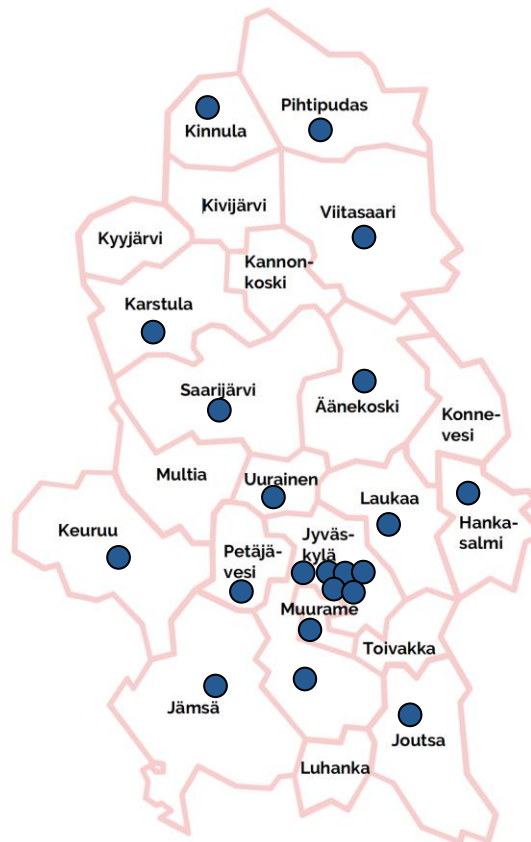 Kinnula
Pihtipudas
Kivijärvi
Viitasaari
Kyyjärvi
Kannon-
koski
Karstula
Saarijärvi
Äänekoski
Konne-
vesi
Multia
Uurainen
Laukaa
Hanka-
salmi
Keuruu
Petäjä-
vesi
Jyväs-
kylä
Muurame
Toivakka
Jämsä
Joutsa
Luhanka